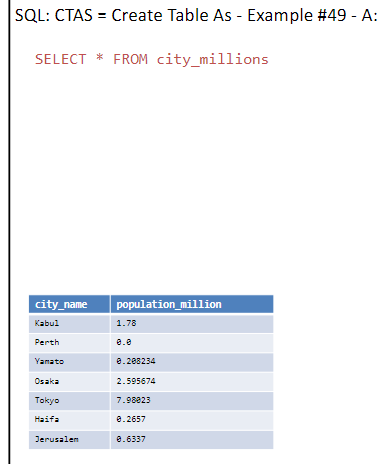 SQL: CTAS = Create Table As - Example #49 - A:
SELECT * FROM city_millions
city_name population_million
Kabul 1.78
Perth 0.0
Yamato 0.208234
Osaka 2.595674
Tokyo 7.98023
Haifa 0.2657
Jerusalem 0.6337